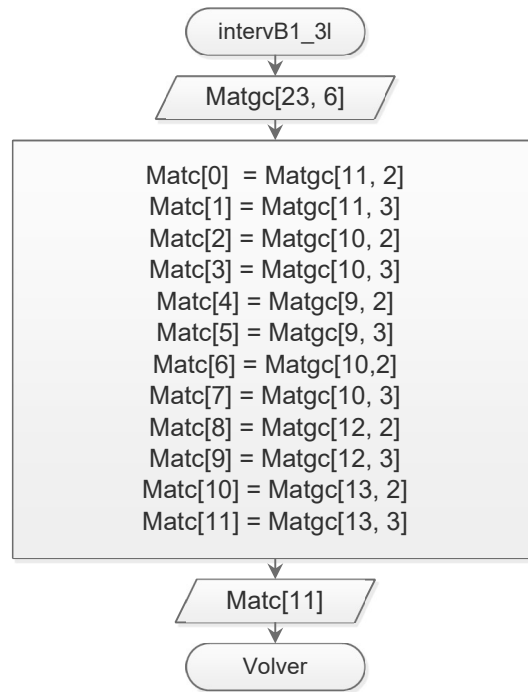 intervB1_3l
Matgc[23, 6]
Matc[0]  = Matgc[11, 2]
Matc[1] = Matgc[11, 3]
Matc[2] = Matgc[10, 2]
Matc[3] = Matgc[10, 3]
Matc[4] = Matgc[9, 2]
Matc[5] = Matgc[9, 3]
Matc[6] = Matgc[10,2]
Matc[7] = Matgc[10, 3]
Matc[8] = Matgc[12, 2]
Matc[9] = Matgc[12, 3]
Matc[10] = Matgc[13, 2]
Matc[11] = Matgc[13, 3]
Matc[11]
Volver